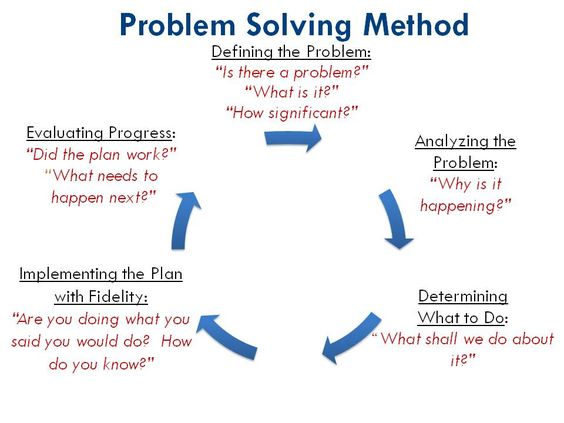 Problem Solving Method
Defining the Problem:
“Is there a problem?”
“What is it?”
“How significant?”
Analyzing the
Problem:
“Why is it
happening?”
Determining
What to Do:
“What shall we do about
it?”
Implementing the Plan
with Fidelity:
“Are you doing what you
said you would do?  How
do you know?”
Evaluating Progress:
“Did the plan work?”
“What needs to
happen next?”